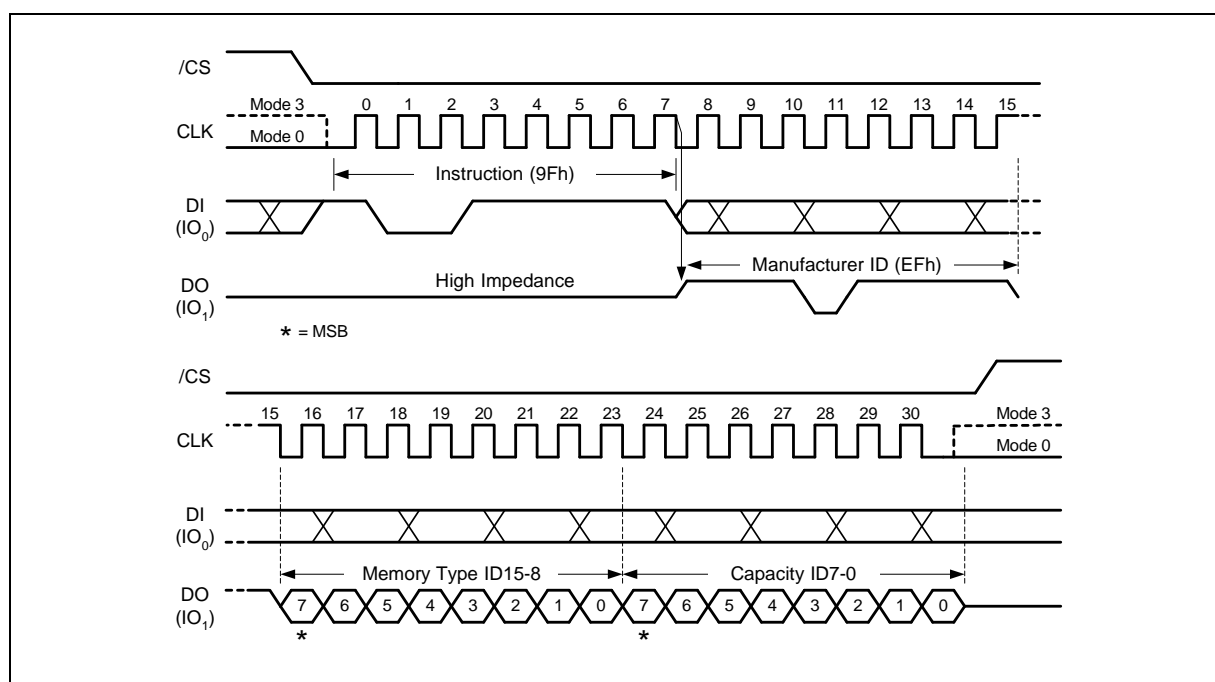 /CS
Mode 3
0 1 2 3 4 5 6 7 8 9 10 11 12 13 14 15
CLK
Mode 0
Instruction (9Fh)
DI
(IO0)
Manufacturer ID (EFh)
High Impedance
DO
(IO1)
* = MSB
/CS
15 16 17 18 19 20 21 22 23 24 25 26 27 28 29 30
Mode 3
CLK
Mode 0
DI
(IO0)
Memory Type ID15-8
Capacity ID7-0
DO
(IO1)
7 6 5 4 3 2 1 0 7 6 5 4 3 2 1 0
* *